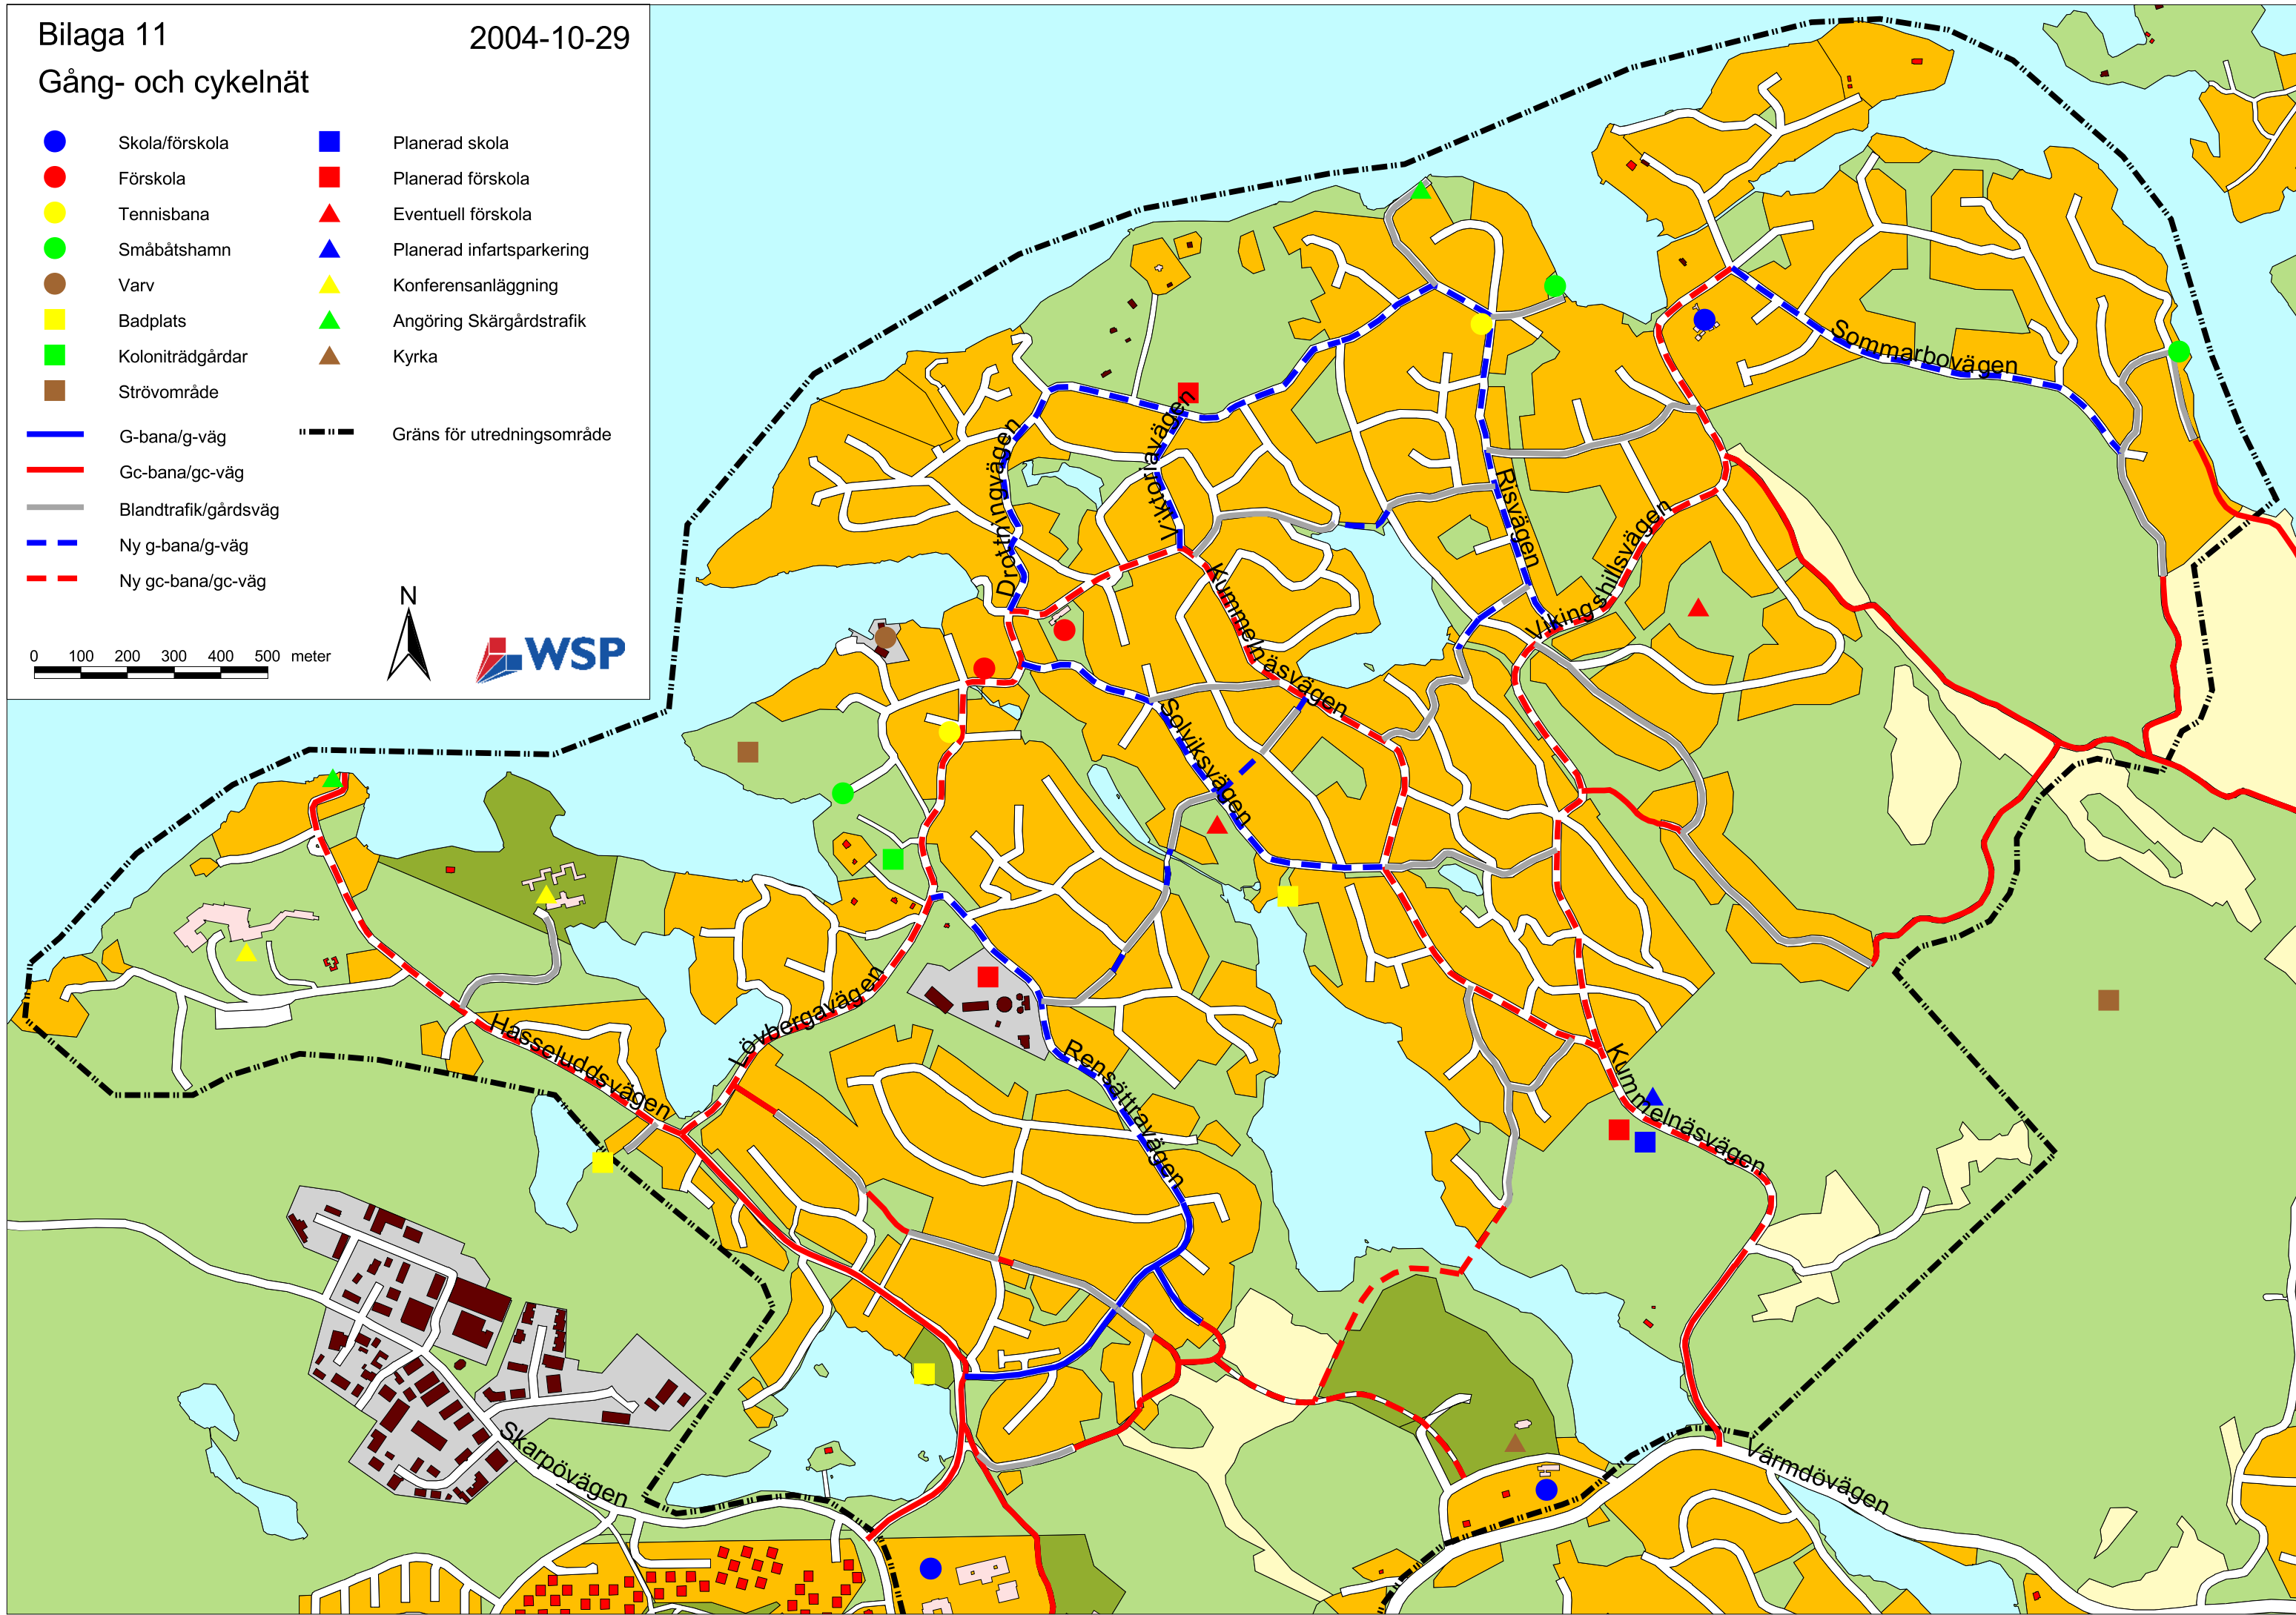 Bilaga 11
2004-10-29
Gång- och cykelnät
Skola/förskola
Förskola
Tennisbana
Småbåtshamn
Varv
Badplats
Koloniträdgårdar
Strövområde
Planerad skola
Planerad förskola
Eventuell förskola
Planerad infartsparkering
Konferensanläggning
Angöring Skärgårdstrafik
Kyrka
G-bana/g-väg
Gc-bana/gc-väg
Blandtrafik/gårdsväg
Ny g-bana/g-väg
Ny gc-bana/gc-väg
Gräns för utredningsområde
0 100 200 300 400 500 meter
N
WSP
Sommarbovägen
Drottningvägen
Viktoriavägen
Risvägen
Vikingshillsvägen
Kummelnäsvägen
Solviksvägen
Lövbergavägen
Hasseluddsvägen
Rensättravägen
Kummelnäsvägen
Skarpövägen
Värmdövägen